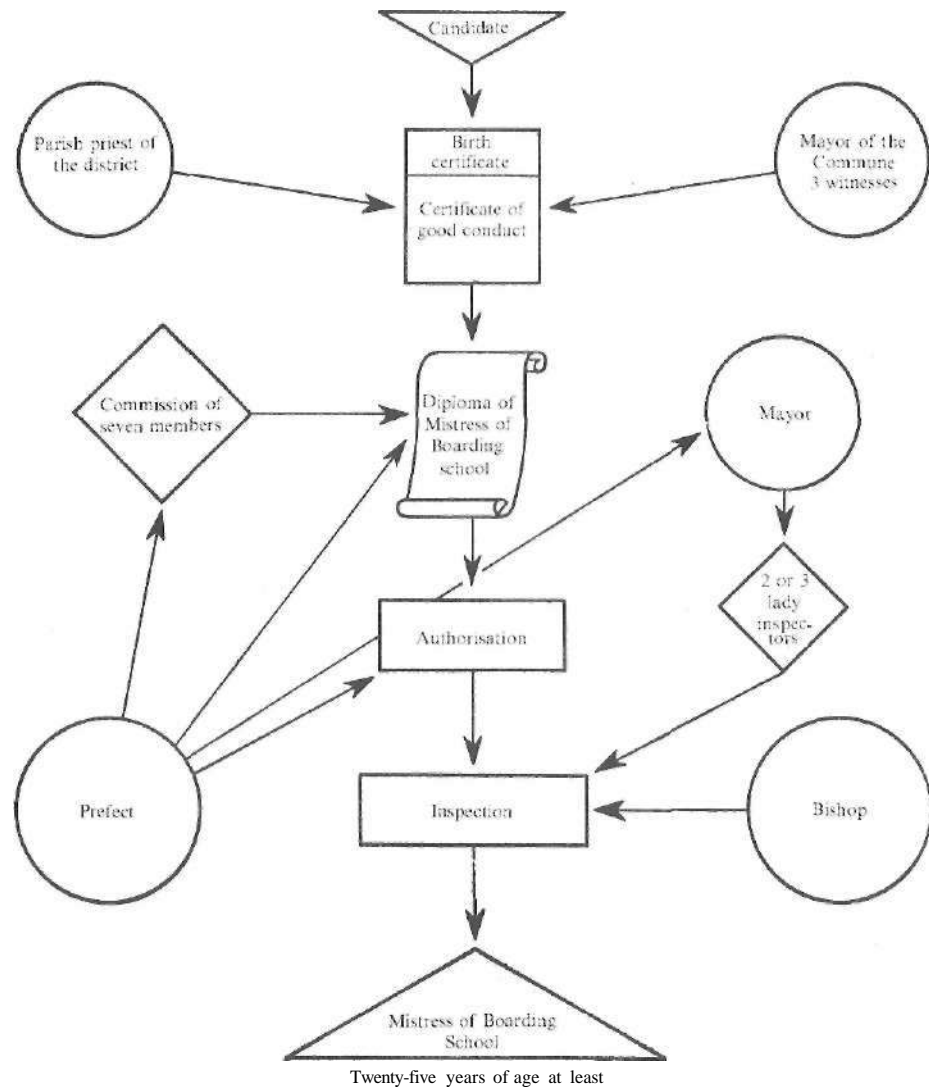 Candidate
Parish priest of
the district
Birth
certificate
Certificate of
good conduct
Mayor of the
Commune
3 witnesses
Commission of
seven members
Diploma of
Mistress of
Boarding
school
Mayor
2 or 3
lady
inspec-
tors
Authorisation
Prefect
Inspection
Bishop
Mistress of Boarding
School
Twenty-five years of age at least